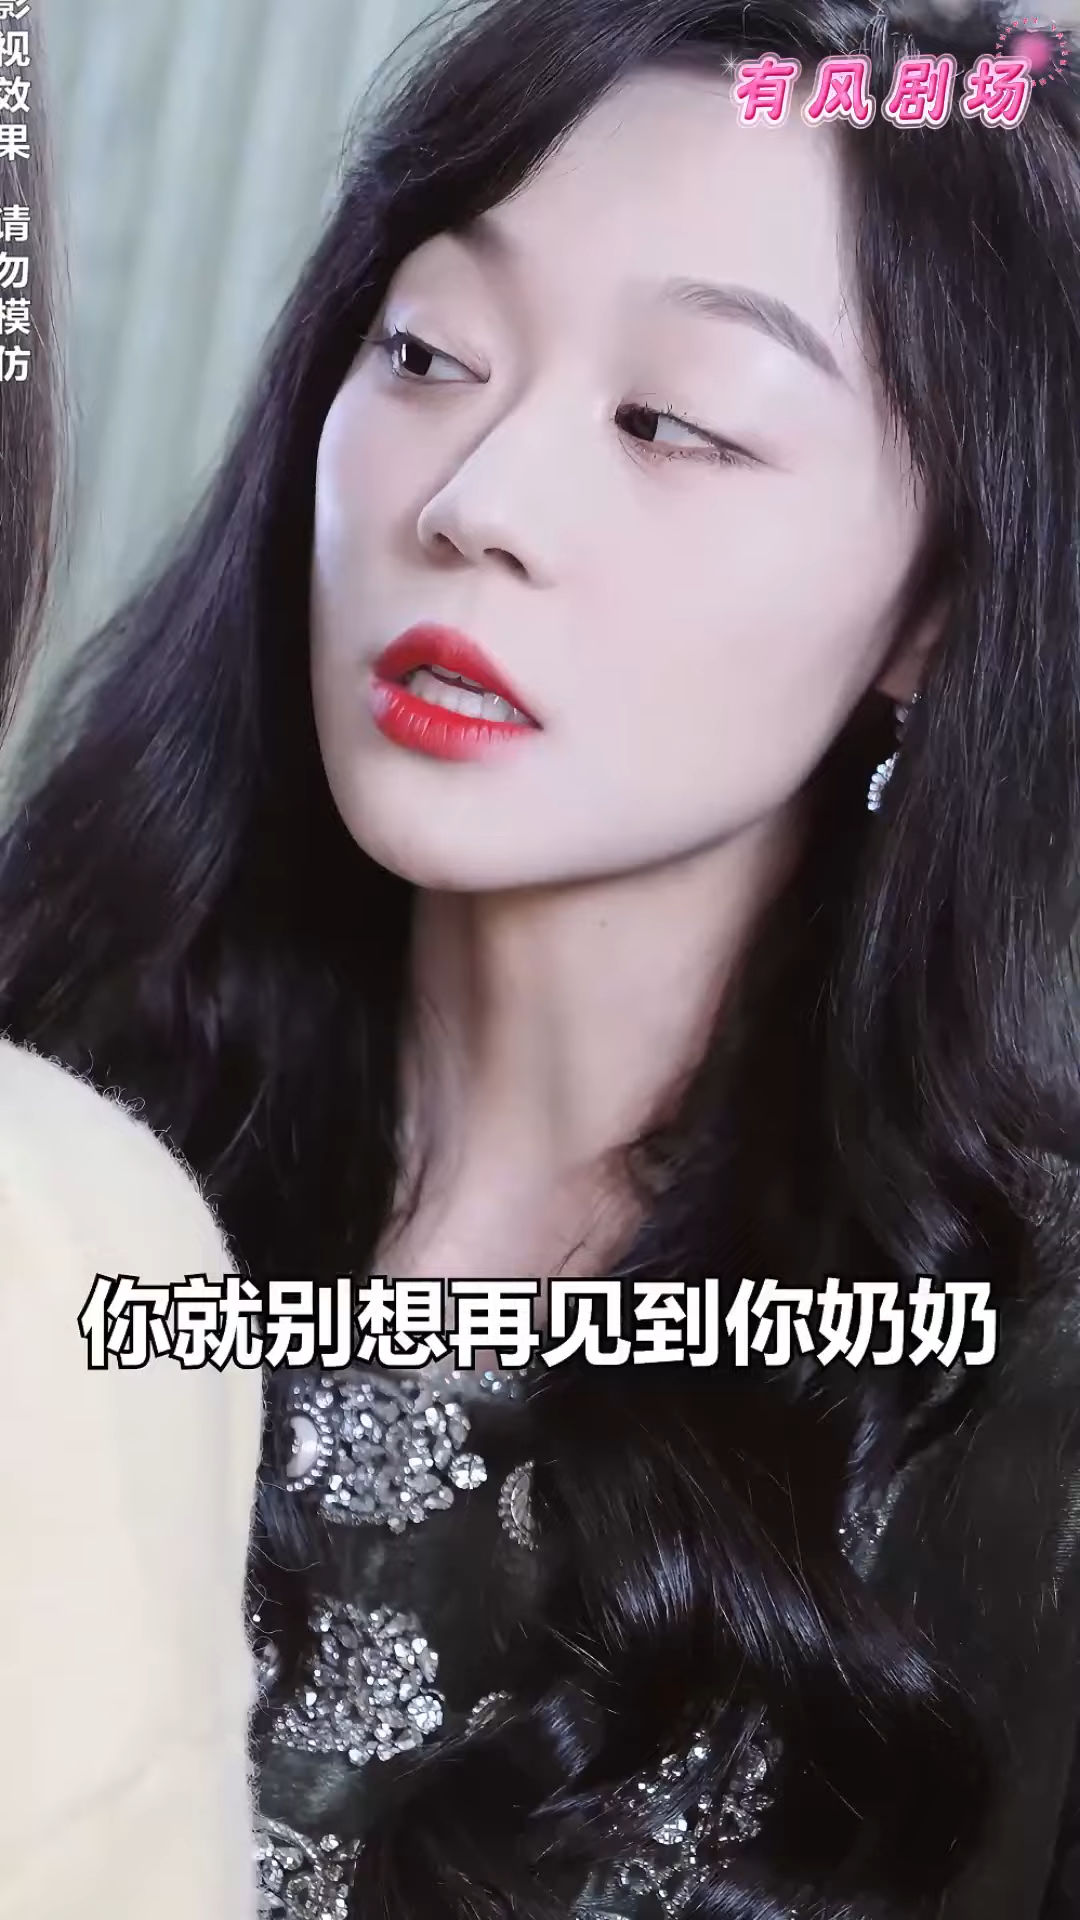 有风剧场
影视效果 请勿模仿
你就别想再见到你奶奶